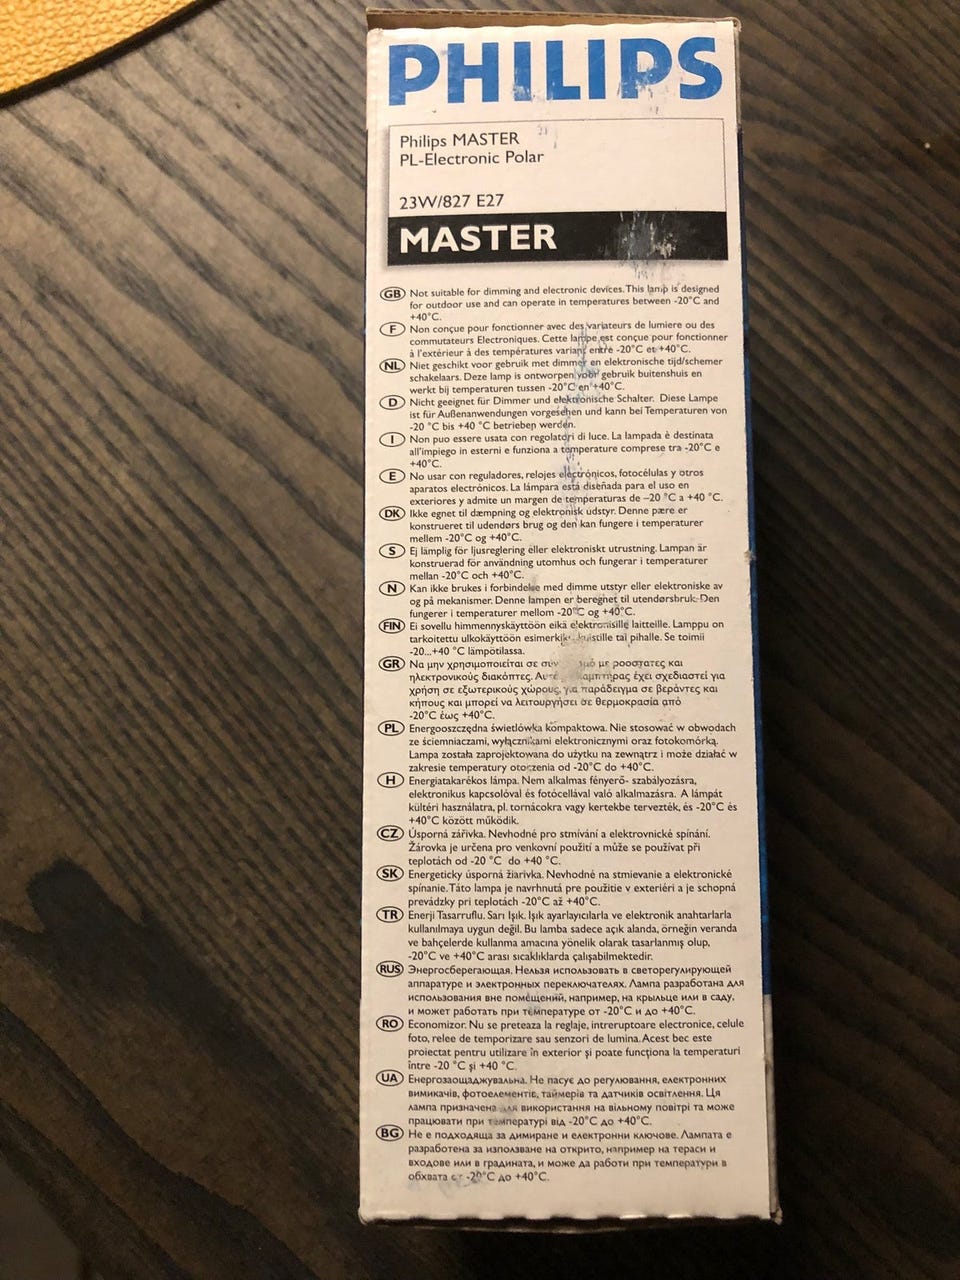 PHILIPS
Philips MASTER
PL-Electronic Polar
23W/827 E27
MASTER
GB Not suitable for dimming and electronic devices. This lamp is designed
for outdoor use and can operate in temperatures between -20°C and
+40°C.
F Non conçue pour fonctionner avec des variateurs de lumiere ou des
commutateurs Electroniques. Cette lampe est conçue pour fonctionner
à l'extérieur à des températures variant entre -20°C et +40°C.
NL Niet geschikt voor gebruik met dimmer en elektronische tijd/schemer
schakelaars. Deze lamp is ontworpen voor gebruik buitenshuis en
werkt bij temperaturen tussen -20°C en +40°C.
D Nicht geeignet für Dimmer und elektronische Schalter. Diese Lampe
ist für Außenanwendungen vorgesehen und kann bei Temperaturen von
-20 °C bis +40 °C betrieben werden.
I Non puo essere usata con regolatori di luce. La lampada è destinata
all'impiego in esterni e funziona a temperature comprese tra -20°C e
+40°C.
E No usar con reguladores, relojes electrónicos, fotocélulas y otros
aparatos electrónicos. La lámpara está diseñada para el uso en
exteriores y admite un margen de temperaturas de –20 °C a +40 °C.
DK Ikke egnet til dæmpning og elektronisk udstyr. Denne pære er
konstrueret til udendørs brug og den kan fungere i temperaturer
mellem -20°C og +40°C.
S Ej lämplig för ljusreglering eller elektroniskt utrustning. Lampan är
konstruerad för användning utomhus och fungerar i temperaturer
mellan -20°C och +40°C.
N Kan ikke brukes i forbindelse med dimme utstyr eller elektroniske av
og på mekanismer. Denne lampen er beregnet til utendørsbruk. Den
fungerer i temperaturer mellom -20°C og +40°C.
FIN Ei sovellu himmennyskäyttöön eikä elektronisille laitteille. Lamppu on
tarkoitettu ulkokäyttöön esimerkiksi kuistille tai pihalle. Se toimii
-20...+40 °C lämpötilassa.
GR Να μην χρησιμοποιείται σε με ροοστατες και
ηλεκτρονικούς διακόπτες. έχει σχεδιαστεί για
χρήση σε εξωτερικούς χώρους, για παράδειγμα σε βεράντες και
κήπους και μπορεί να λειτουργήσει σε θερμοκρασία από
-20°C έως +40°C.
PL Energooszczędna świetlówka kompaktowa. Nie stosować w obwodach
ze ściemniaczami, wyłącznikami elektronicznymi oraz fotokomórką.
Lampa została zaprojektowana do użytku na zewnątrz i może działać w
zakresie temperatury otoczenia od -20°C do +40°C.
H Energiatakarékos lámpa. Nem alkalmas fényerő- szabályozásra,
elektronikus kapcsolóval és fotócellával való alkalmazásra. A lámpát
kültéri használatra, pl. tornácokra vagy kertekbe tervezték, és -20°C és
+40°C között működik.
CZ Úsporná zářivka. Nevhodné pro stmívání a elektrovnické spínání.
Žárovka je určena pro venkovní použití a může se používat při
teplotách od -20 °C do +40 °C.
SK Energeticky úsporná žiarivka. Nevhodné na stmievanie a elektronické
spínanie. Táto lampa je navrhnutá pre použitie v exteriéri a je schopná
prevádzky pri teplotách -20°C až +40°C.
TR Enerji Tasarruflu. Sarı Işık. Işık ayarlayıcılarla ve elektronik anahtarlarla
kullanılmaya uygun değil. Bu lamba sadece açık alanda, örneğin veranda
ve bahçelerde kullanma amacına yönelik olarak tasarlanmış olup,
-20°C ve +40°C arası sıcaklıklarda çalışabilmektedir.
RUS Энергосберегающая. Нельзя использовать в светорегулирующей
аппаратуре и электронных переключателях. Лампа разработана для
использования вне помещений, например, на крыльце или в саду,
и может работать при температуре от -20°C и до +40°C.
RO Economizor. Nu se preteaza la reglaje, intreruptoare electronice, celule
foto, relee de temporizare sau senzori de lumina. Acest bec este
proiectat pentru utilizare în exterior şi poate funcţiona la temperaturi
între -20 °C şi +40 °C.
UA Енергозаощаджувальна. Не пасує до регулювання, електронних
вимикачів, фотоелементів, таймерів та датчиків освітлення. Ця
лампа призначена для використання на вільному повітрі та може
працювати при температурі від -20°C до +40°C.
BG Не е подходяща за димиране и електронни ключове. Лампата е
разработена за използване на открито, например на тераси и
входове или в градината, и може да работи при температури в
обхвата от -20°C до +40°C.